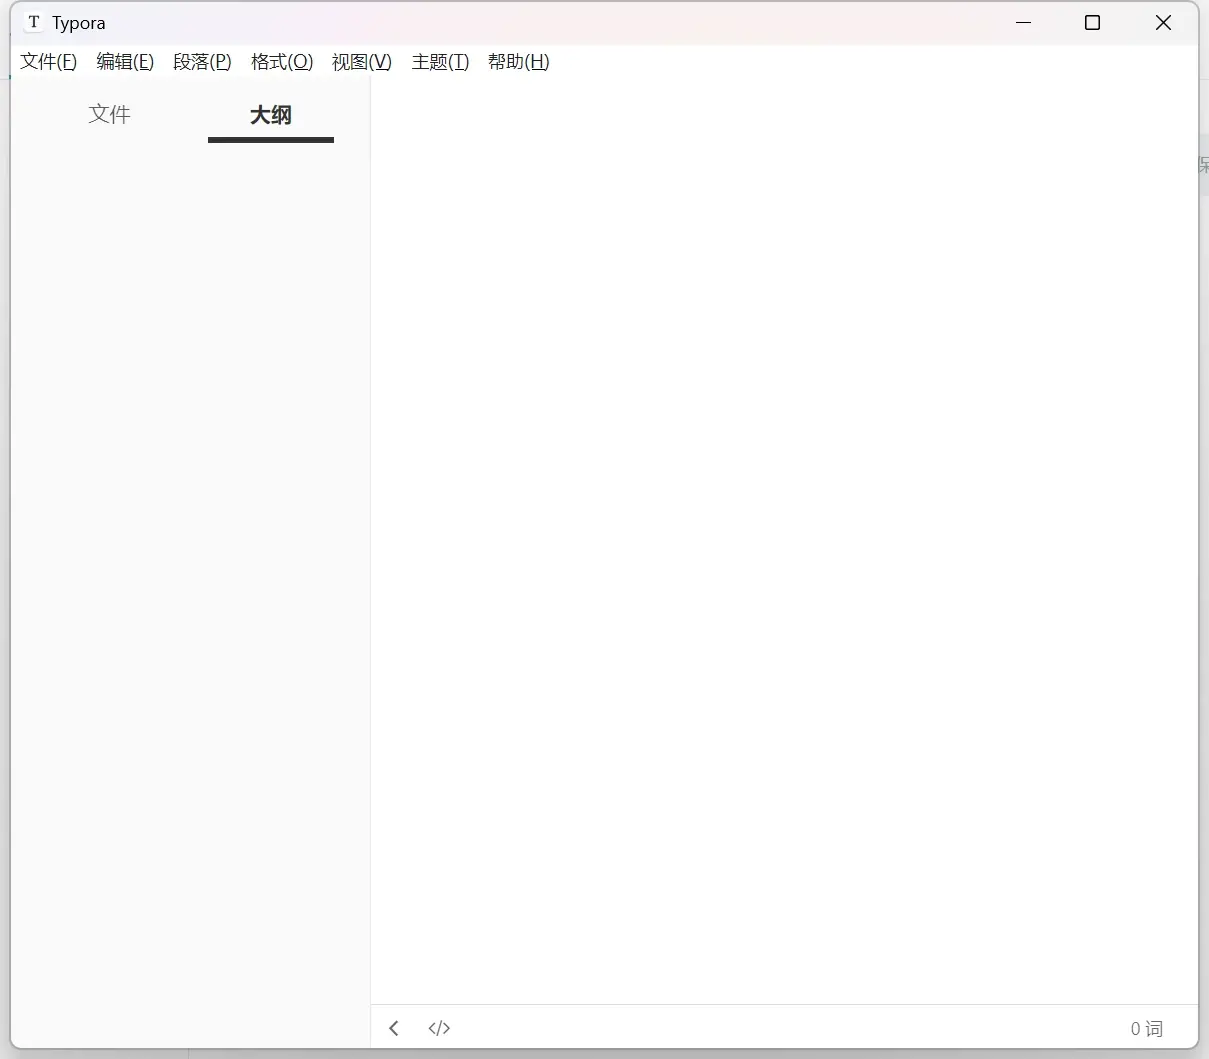 T Typora
文件(F) 编辑(E) 段落(P) 格式(O) 视图(V) 主题(T) 帮助(H)
文件 大纲
</> 0 词